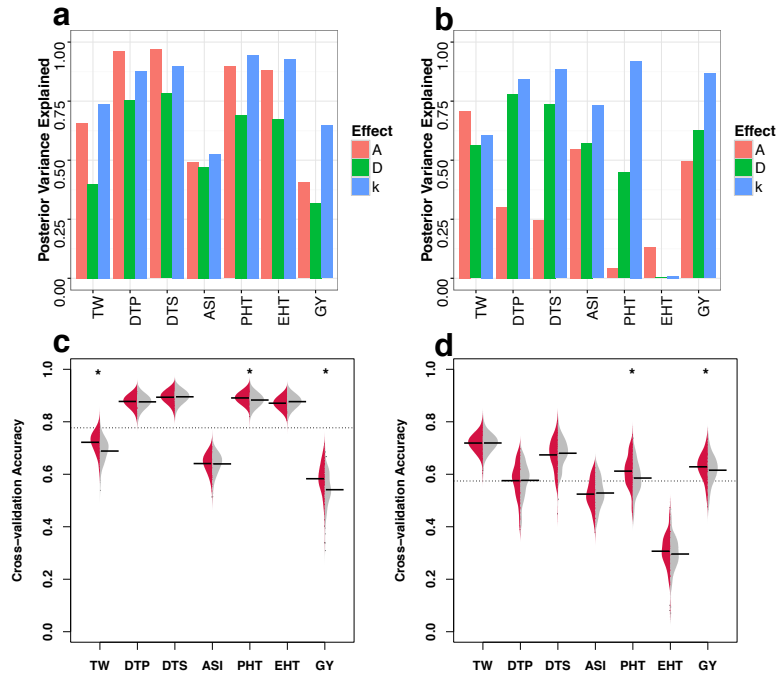 a
Posterior Variance Explained
1.00
0.75
0.50
0.25
0.00
TW DTP DTS ASI PHT EHT GY
Effect
A
D
k
b
Posterior Variance Explained
1.00
0.75
0.50
0.25
0.00
TW DTP DTS ASI PHT EHT GY
Effect
A
D
k
c
Cross−validation Accuracy
1.0
0.8
0.6
0.4
0.2
0.0
* * *
TW DTP DTS ASI PHT EHT GY
d
Cross−validation Accuracy
1.0
0.8
0.6
0.4
0.2
0.0
* *
TW DTP DTS ASI PHT EHT GY